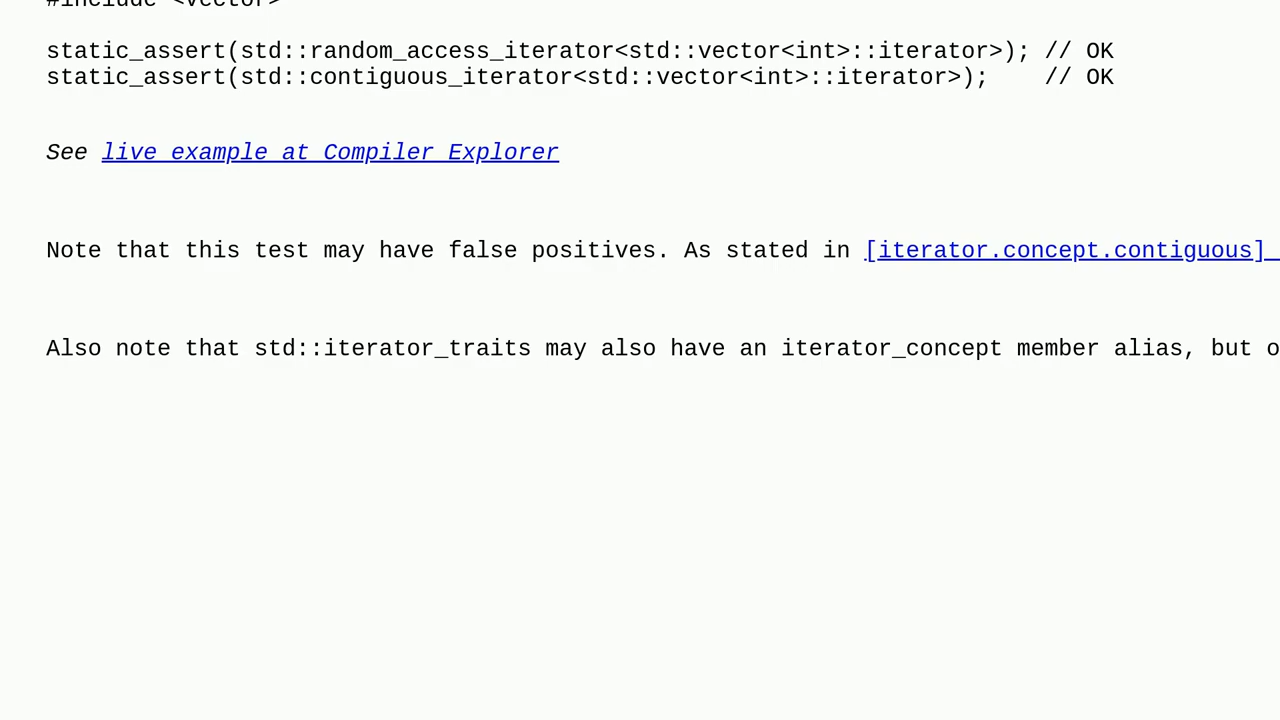 #include <vector>
static_assert(std::random_access_iterator<std::vector<int>::iterator>); // OK
static_assert(std::contiguous_iterator<std::vector<int>::iterator>);    // OK
See live example at Compiler Explorer
Note that this test may have false positives. As stated in [iterator.concept.contiguous]
Also note that std::iterator_traits may also have an iterator_concept member alias, but o